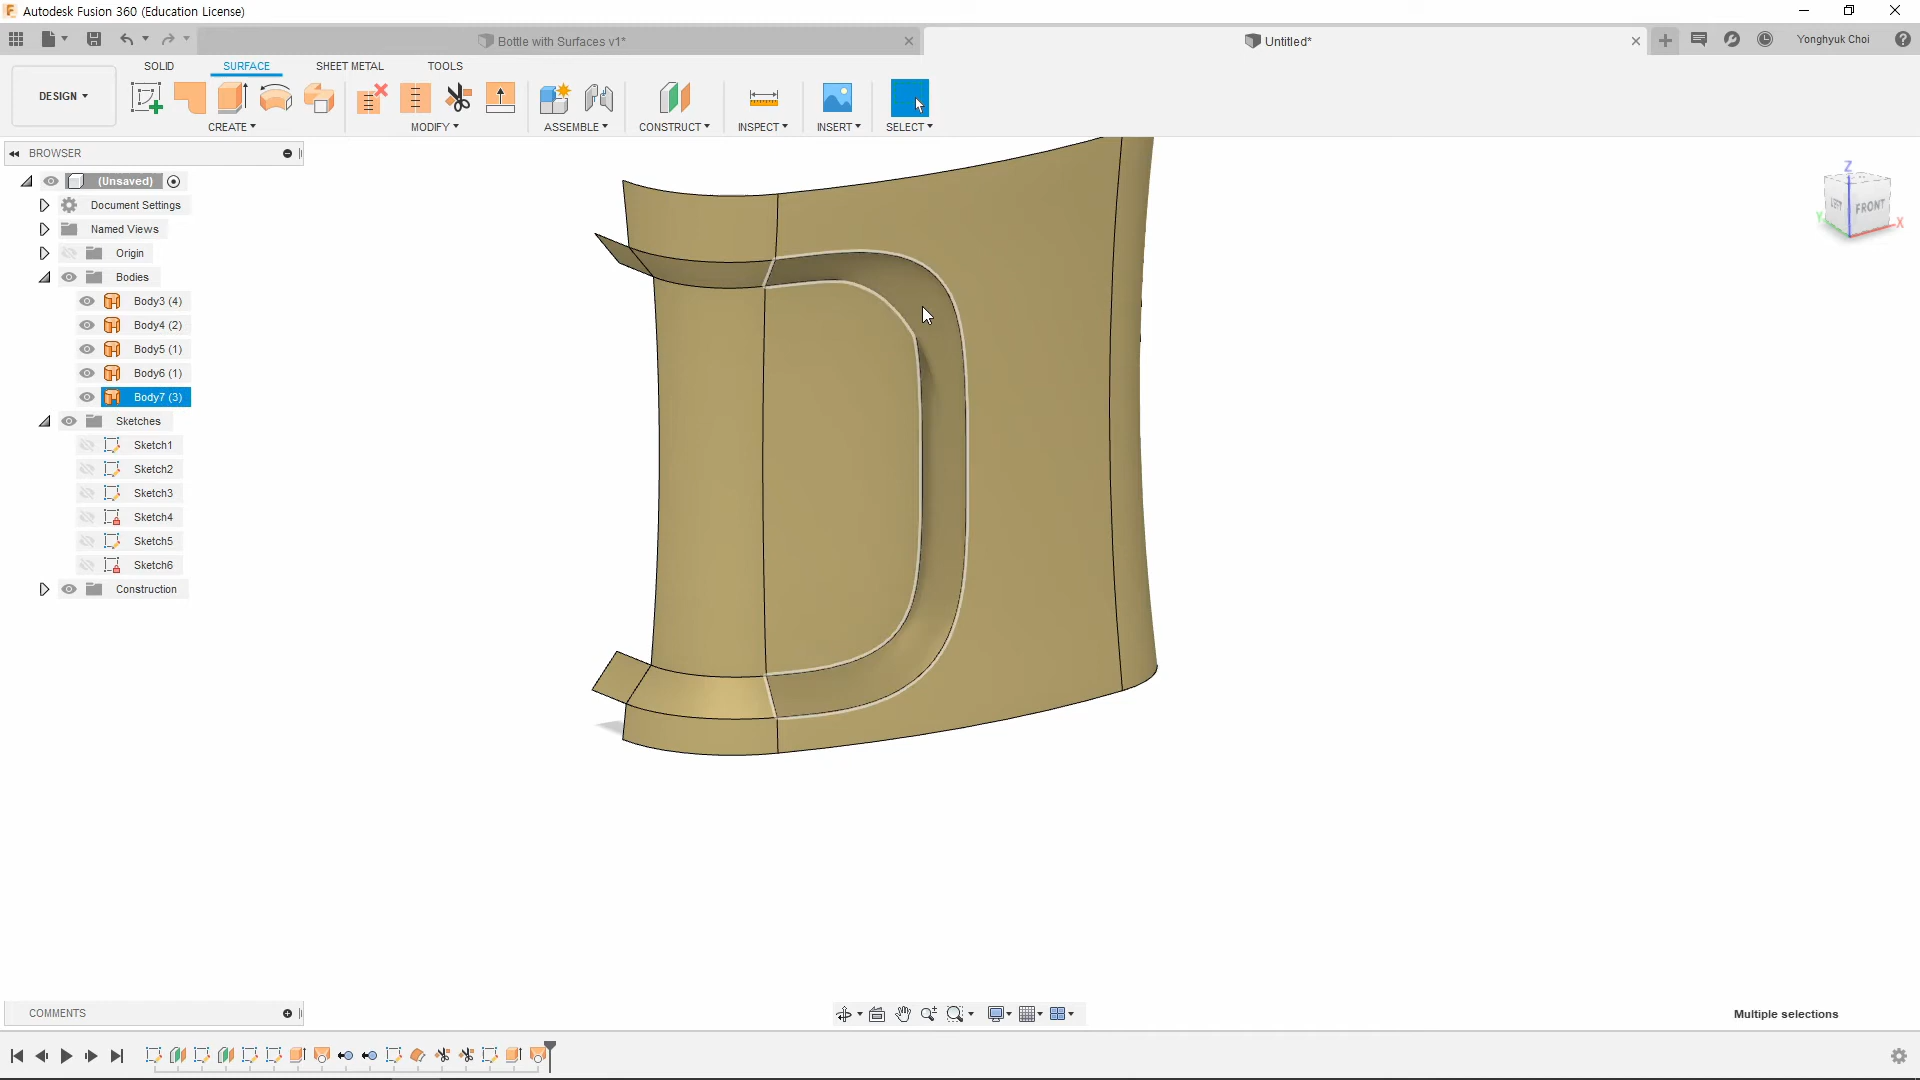 Autodesk Fusion 360 (Education License)
Bottle with Surfaces v1*
Untitled*
Yonghyuk Choi
DESIGN
SOLID
SURFACE
SHEET METAL
TOOLS
CREATE
MODIFY
ASSEMBLE
CONSTRUCT
INSPECT
INSERT
SELECT
BROWSER
(Unsaved)
Document Settings
Named Views
Origin
Bodies
Body3 (4)
Body4 (2)
Body5 (1)
Body6 (1)
Body7 (3)
Sketches
Sketch1
Sketch2
Sketch3
Sketch4
Sketch5
Sketch6
Construction
Z
LEFT
FRONT
Y
X
COMMENTS
Multiple selections